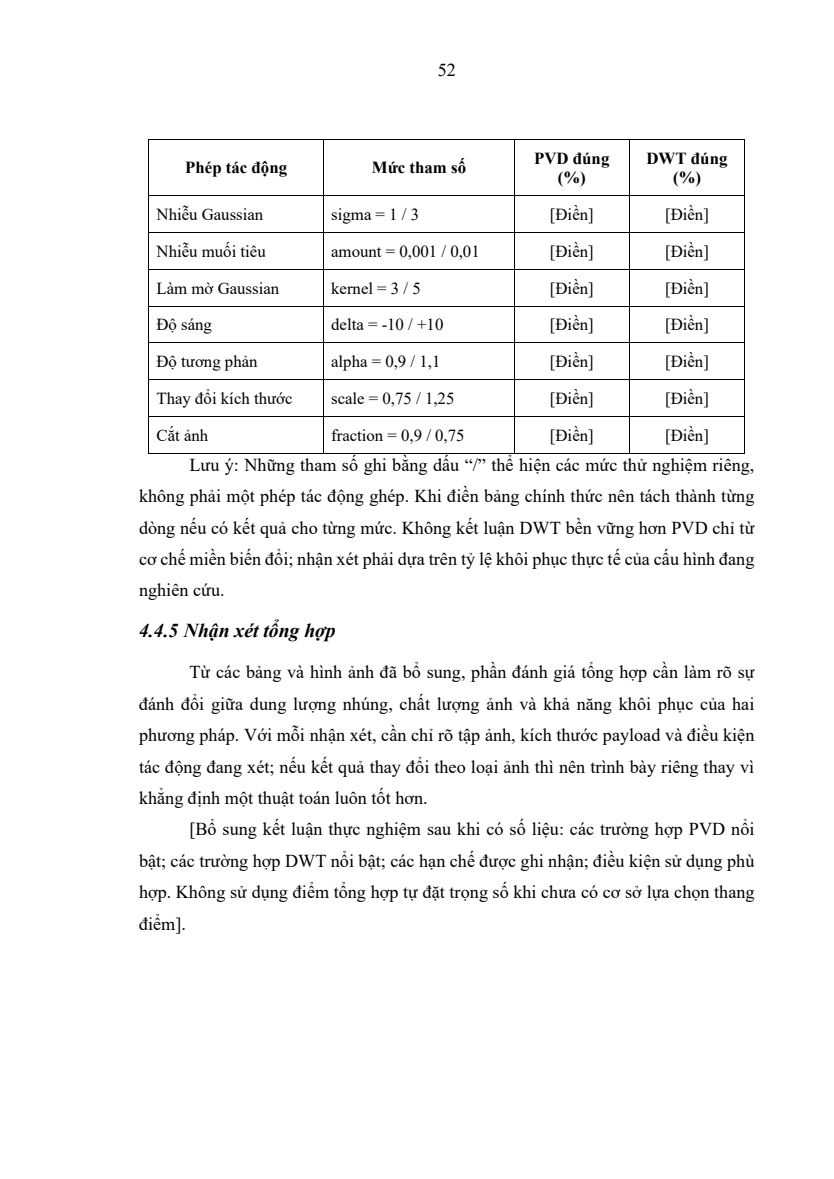 52
Phép tác động Mức tham số PVD đúng (%) DWT đúng (%)
Nhiễu Gaussian sigma = 1 / 3 [Điền] [Điền]
Nhiễu muối tiêu amount = 0,001 / 0,01 [Điền] [Điền]
Làm mờ Gaussian kernel = 3 / 5 [Điền] [Điền]
Độ sáng delta = -10 / +10 [Điền] [Điền]
Độ tương phản alpha = 0,9 / 1,1 [Điền] [Điền]
Thay đổi kích thước scale = 0,75 / 1,25 [Điền] [Điền]
Cắt ảnh fraction = 0,9 / 0,75 [Điền] [Điền]
Lưu ý: Những tham số ghi bằng dấu “/” thể hiện các mức thử nghiệm riêng,
không phải một phép tác động ghép. Khi điền bảng chính thức nên tách thành từng
dòng nếu có kết quả cho từng mức. Không kết luận DWT bền vững hơn PVD chỉ từ
cơ chế miền biến đổi; nhận xét phải dựa trên tỷ lệ khôi phục thực tế của cấu hình đang
nghiên cứu.
4.4.5 Nhận xét tổng hợp
Từ các bảng và hình ảnh đã bổ sung, phần đánh giá tổng hợp cần làm rõ sự
đánh đổi giữa dung lượng nhúng, chất lượng ảnh và khả năng khôi phục của hai
phương pháp. Với mỗi nhận xét, cần chỉ rõ tập ảnh, kích thước payload và điều kiện
tác động đang xét; nếu kết quả thay đổi theo loại ảnh thì nên trình bày riêng thay vì
khẳng định một thuật toán luôn tốt hơn.
[Bổ sung kết luận thực nghiệm sau khi có số liệu: các trường hợp PVD nổi
bật; các trường hợp DWT nổi bật; các hạn chế được ghi nhận; điều kiện sử dụng phù
hợp. Không sử dụng điểm tổng hợp tự đặt trọng số khi chưa có cơ sở lựa chọn thang
điểm].